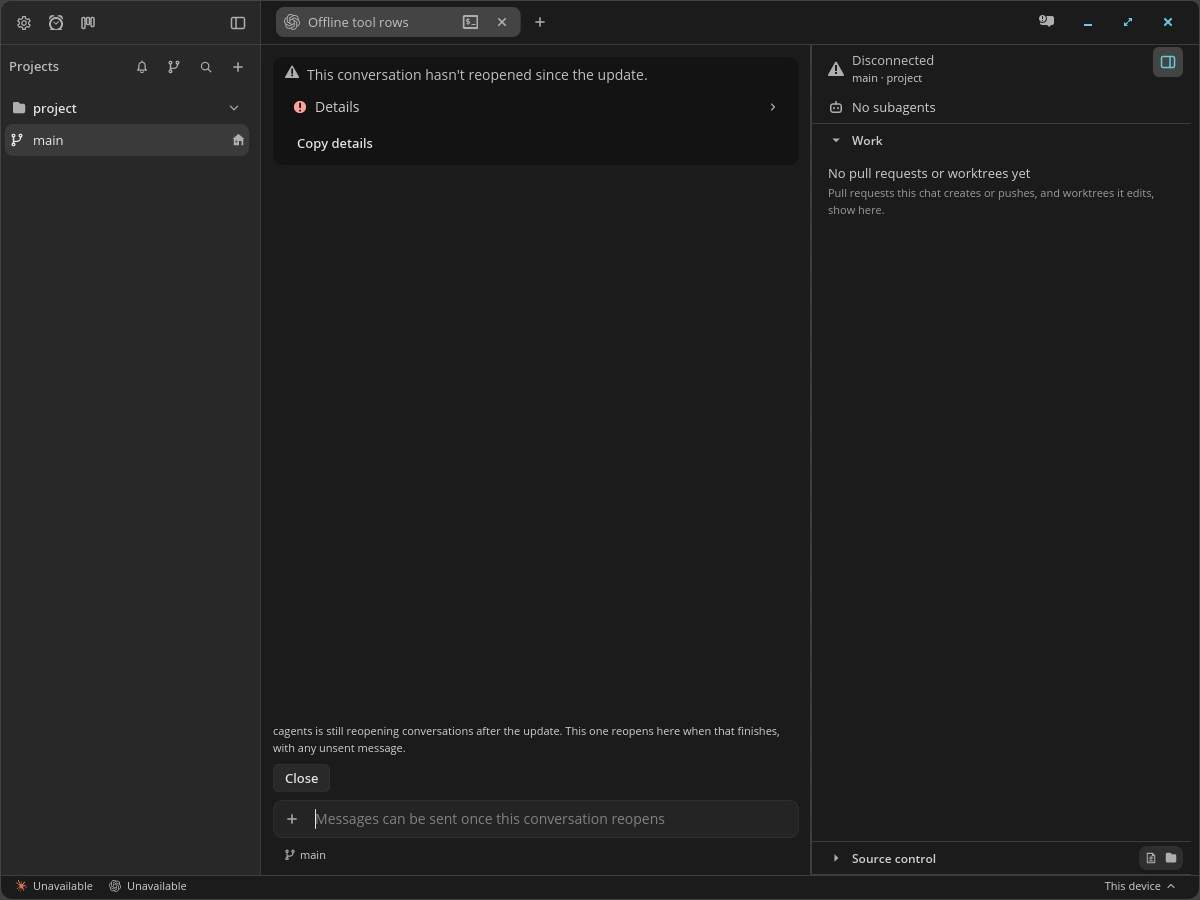 Offline tool rows
Projects
project
main
This conversation hasn't reopened since the update.
Details
Copy details
cagents is still reopening conversations after the update. This one reopens here when that finishes,
with any unsent message.
Close
Messages can be sent once this conversation reopens
main
Disconnected
main · project
No subagents
Work
No pull requests or worktrees yet
Pull requests this chat creates or pushes, and worktrees it edits,
show here.
Source control
Unavailable
Unavailable
This device